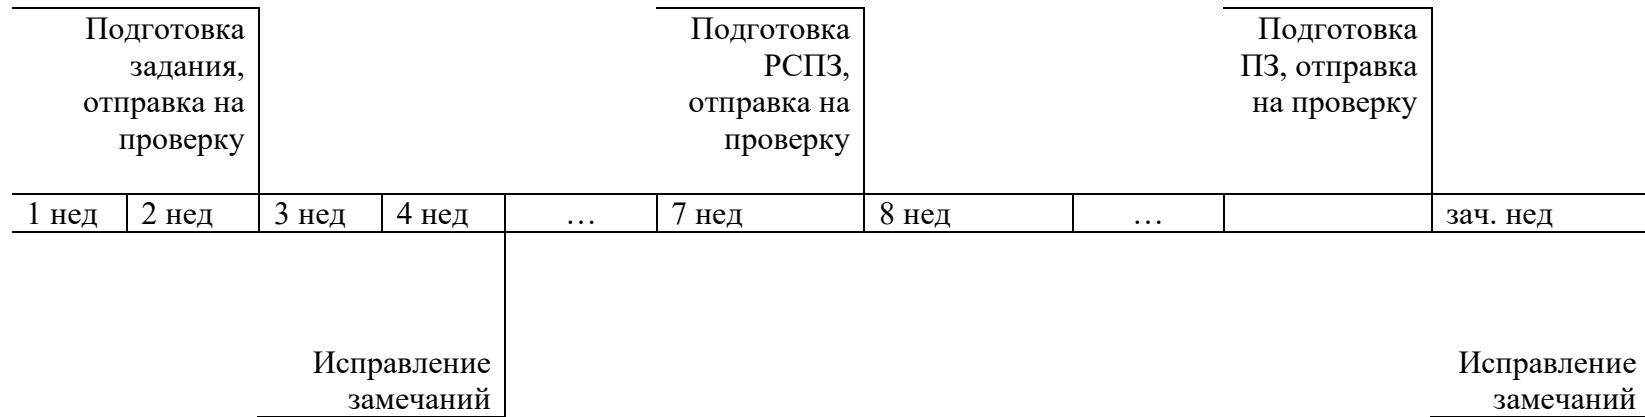 Подготовка
задания,
отправка на
проверку
Подготовка
РСПЗ,
отправка на
проверку
Подготовка
ПЗ, отправка
на проверку
1 нед 2 нед 3 нед 4 нед … 7 нед 8 нед … зач. нед
Исправление
замечаний
Исправление
замечаний